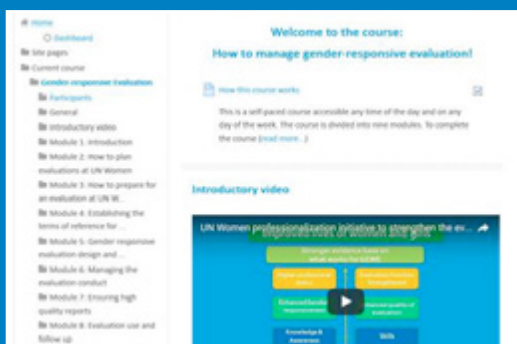 Home
Dashboard
Site pages
Current course
Gender-responsive Evaluation
Participants
General
Introductory video
Module 1: Introduction
Module 2: How to plan
evaluations at UN Women
Module 3: How to prepare for
an evaluation at UN W...
Module 4: Establishing the
terms of reference for ...
Module 5: Gender responsive
evaluation design and ...
Module 6: Managing the
evaluation conduct
Module 7: Ensuring high
quality reports
Module 8: Evaluation use and
follow up
Welcome to the course:
How to manage gender-responsive evaluation!
How this course works
This is a self-paced course accessible any time of the day and on any
day of the week. The course is divided into nine modules. To complete
the course (read more...)
Introductory video
UN Women professionalization initiative to strengthen the ev...
Stronger evidence base on
what works for GEWE
Enhanced quality of
evaluation
Knowledge &
Awareness
Skills